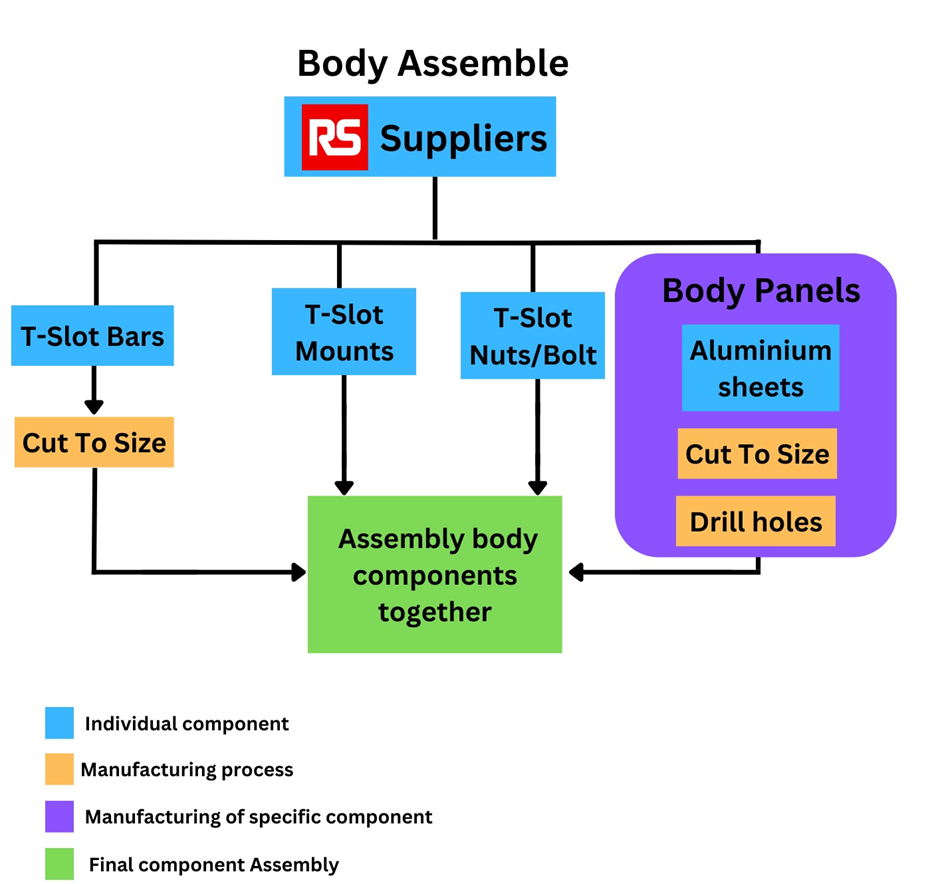 Body Assemble
RS Suppliers
T-Slot Bars
T-Slot
Mounts
T-Slot
Nuts/Bolt
Body Panels
Aluminium
sheets
Cut To Size
Cut To Size
Drill holes
Assembly body
components
together
Individual component
Manufacturing process
Manufacturing of specific component
Final component Assembly